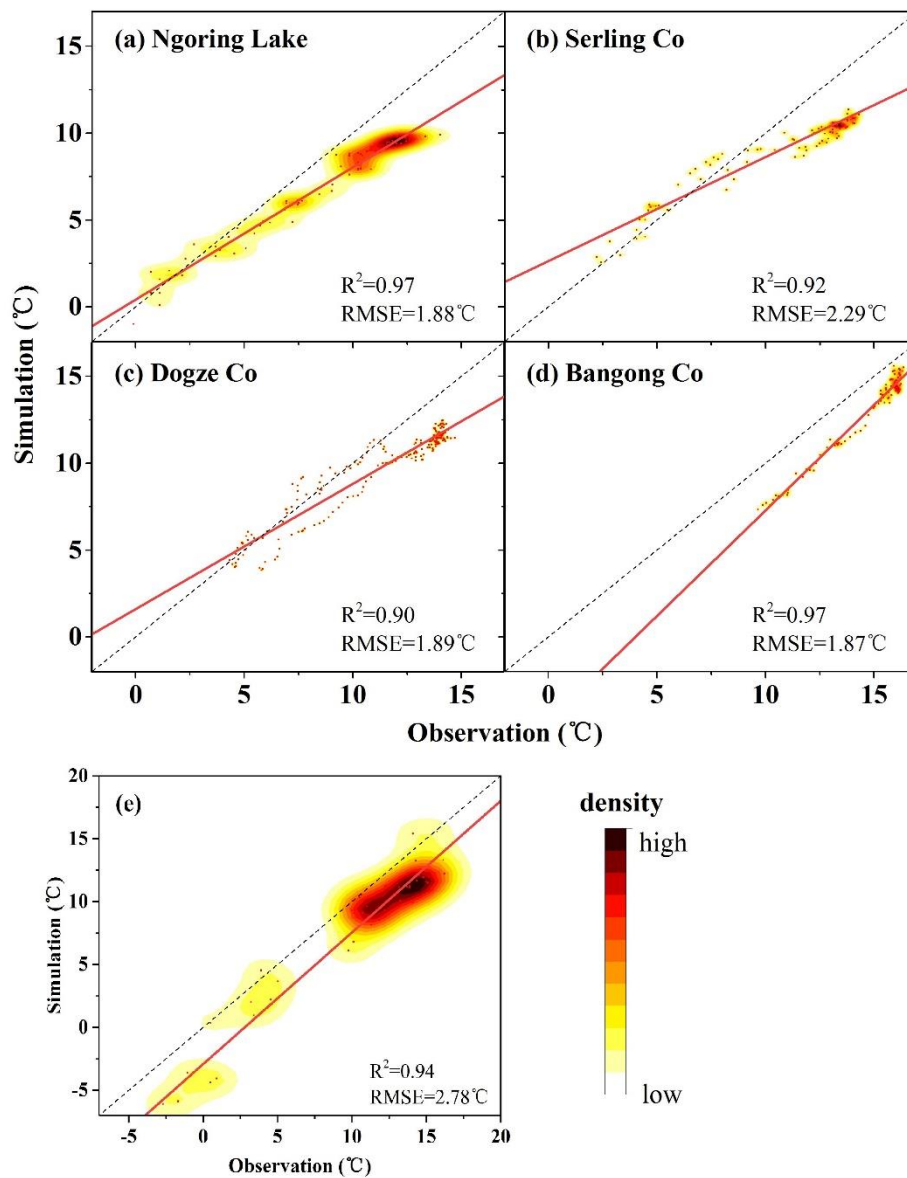 (a) Ngoring Lake
(b) Serling Co
15
10
5
0
R²=0.97
RMSE=1.88℃
R²=0.92
RMSE=2.29℃
Simulation (℃)
(c) Dogze Co
(d) Bangong Co
15
10
5
0
R²=0.90
RMSE=1.89℃
R²=0.97
RMSE=1.87℃
0 5 10 15 0 5 10 15
Observation (℃)
(e)
20
15
10
5
0
-5
Simulation (℃)
R²=0.94
RMSE=2.78℃
-5 0 5 10 15 20
Observation (℃)
density
high
low